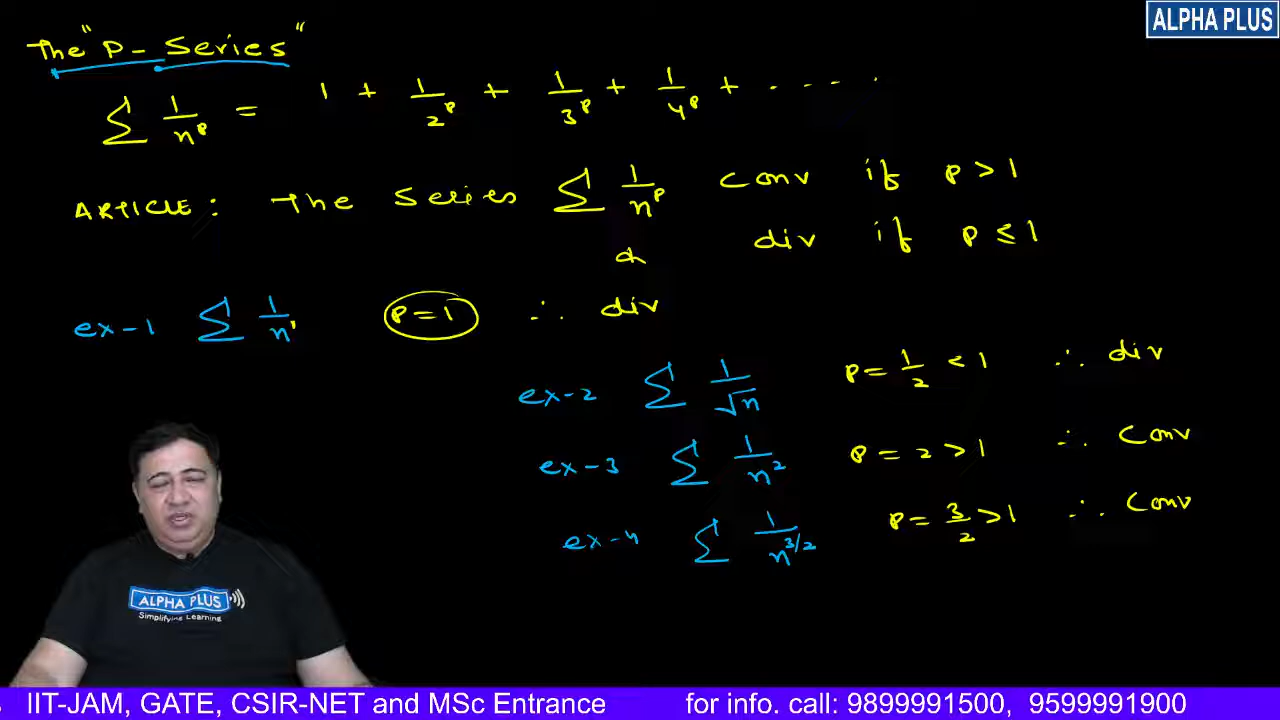 ALPHA PLUS
The "P - Series"
∑ 1/n^p = 1 + 1/2^p + 1/3^p + 1/4^p + . - - - .
ARTICLE : The Series ∑ 1/n^p conv if p > 1
& div if p ≤ 1
ex-1 ∑ 1/n' p = 1 ∴ div
ex-2 ∑ 1/√n p = 1/2 < 1 ∴ div
ex-3 ∑ 1/n^2 p = 2 > 1 ∴ Conv
ex-4 ∑ 1/n^3/2 p = 3/2 > 1 ∴ Conv
ALPHA PLUS
Simplifying Learning
IIT-JAM, GATE, CSIR-NET and MSc Entrance for info. call: 9899991500, 9599991900